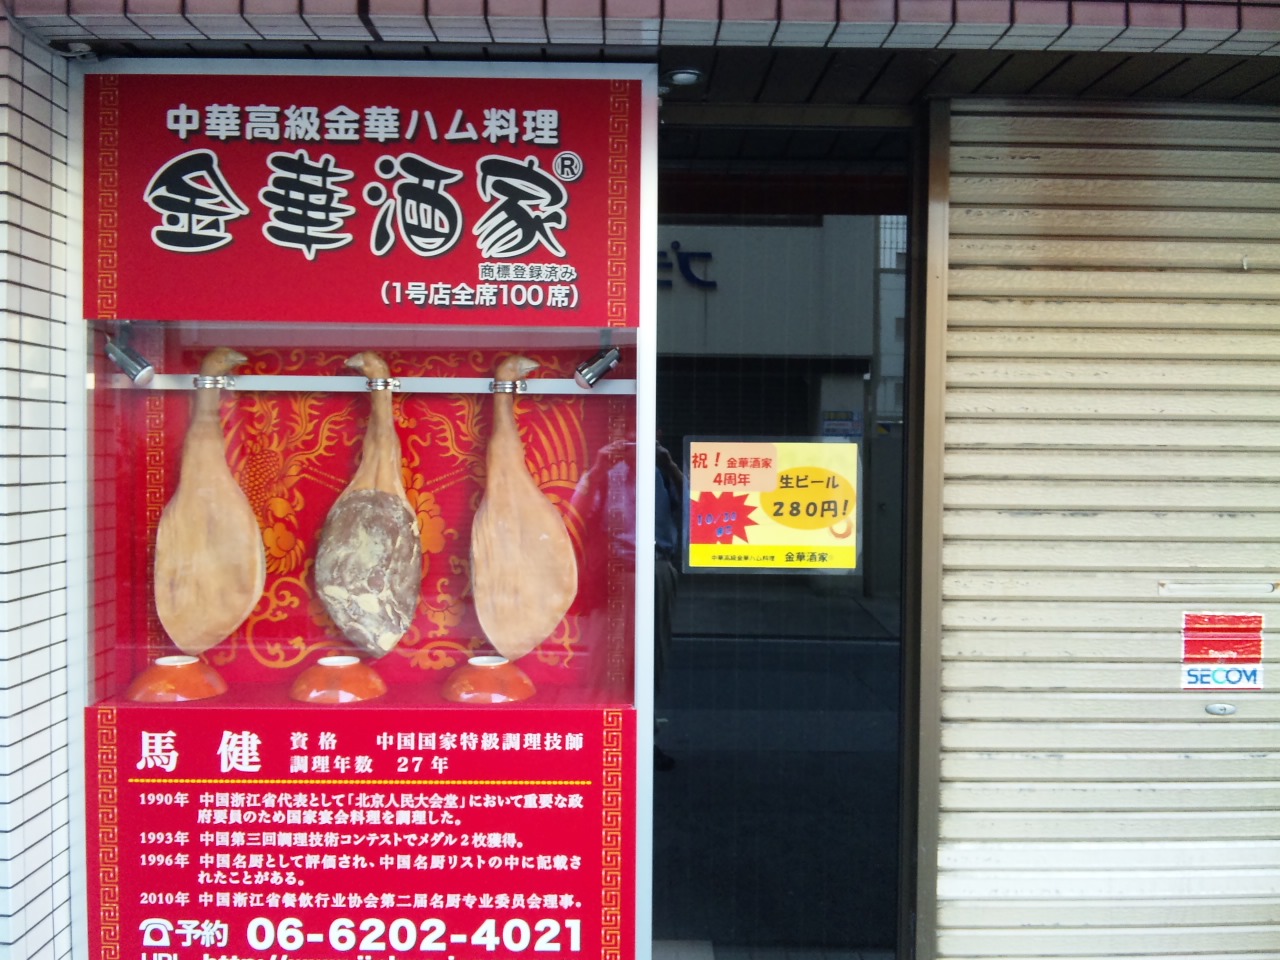 中華高級金華ハム料理
金華酒家®
商標登録済み
(1号店全席100席)
祝！金華酒家
4周年
生ビール
280円!
中華高級金華ハム料理 金華酒家
SECOM
馬 健 資格 中国国家特級調理技師
調理年数 27年
1990年 中国浙江省代表として「北京人民大会堂」において重要な政
府要員のため国家宴会料理を調理した。
1993年 中国第三回調理技術コンテストでメダル2枚獲得。
1996年 中国名厨として評価され、中国名厨リストの中に記載さ
れたことがある。
2010年 中国浙江省餐飲行业协会第二届名厨专业委员会理事。
☎予約 06-6202-4021